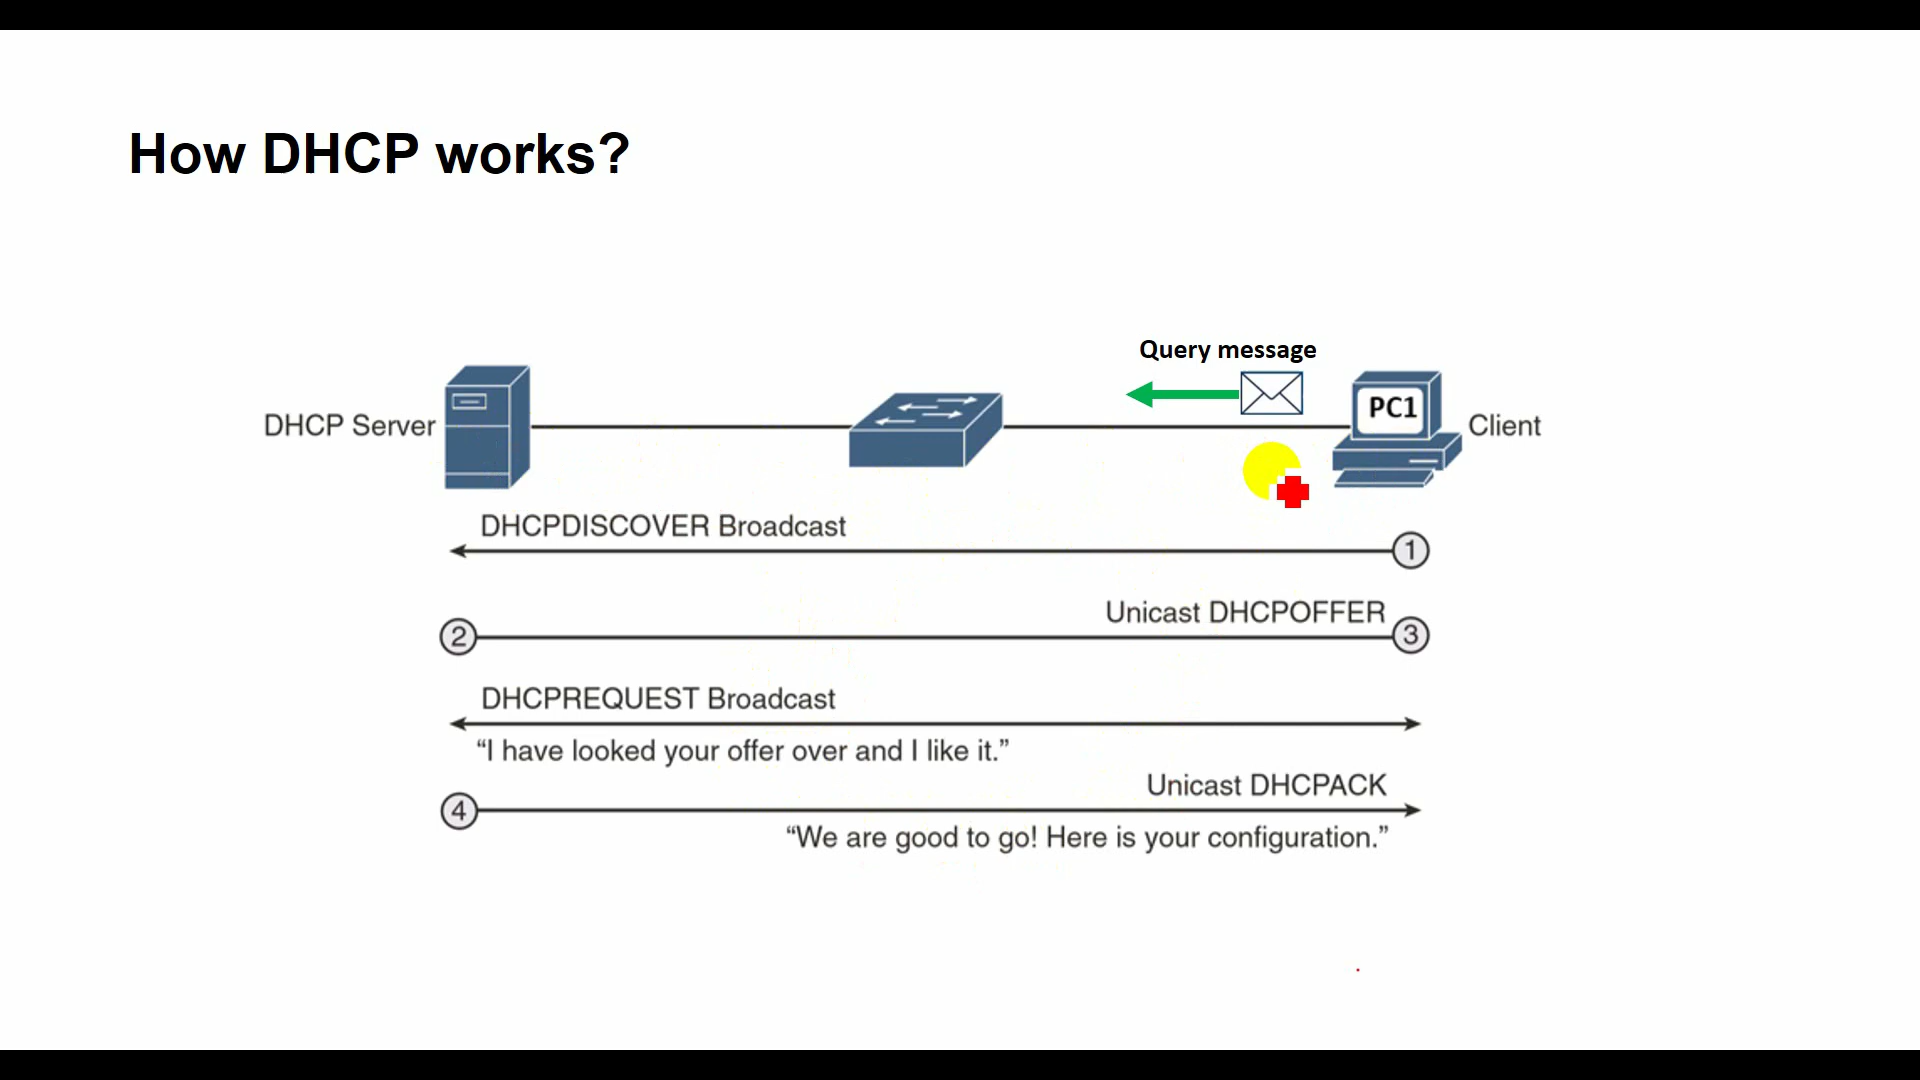 How DHCP works?
Query message
DHCP Server
PC1
Client
DHCPDISCOVER Broadcast
1
Unicast DHCPOFFER
2
3
DHCPREQUEST Broadcast
“I have looked your offer over and I like it.”
Unicast DHCPACK
4
“We are good to go! Here is your configuration.”